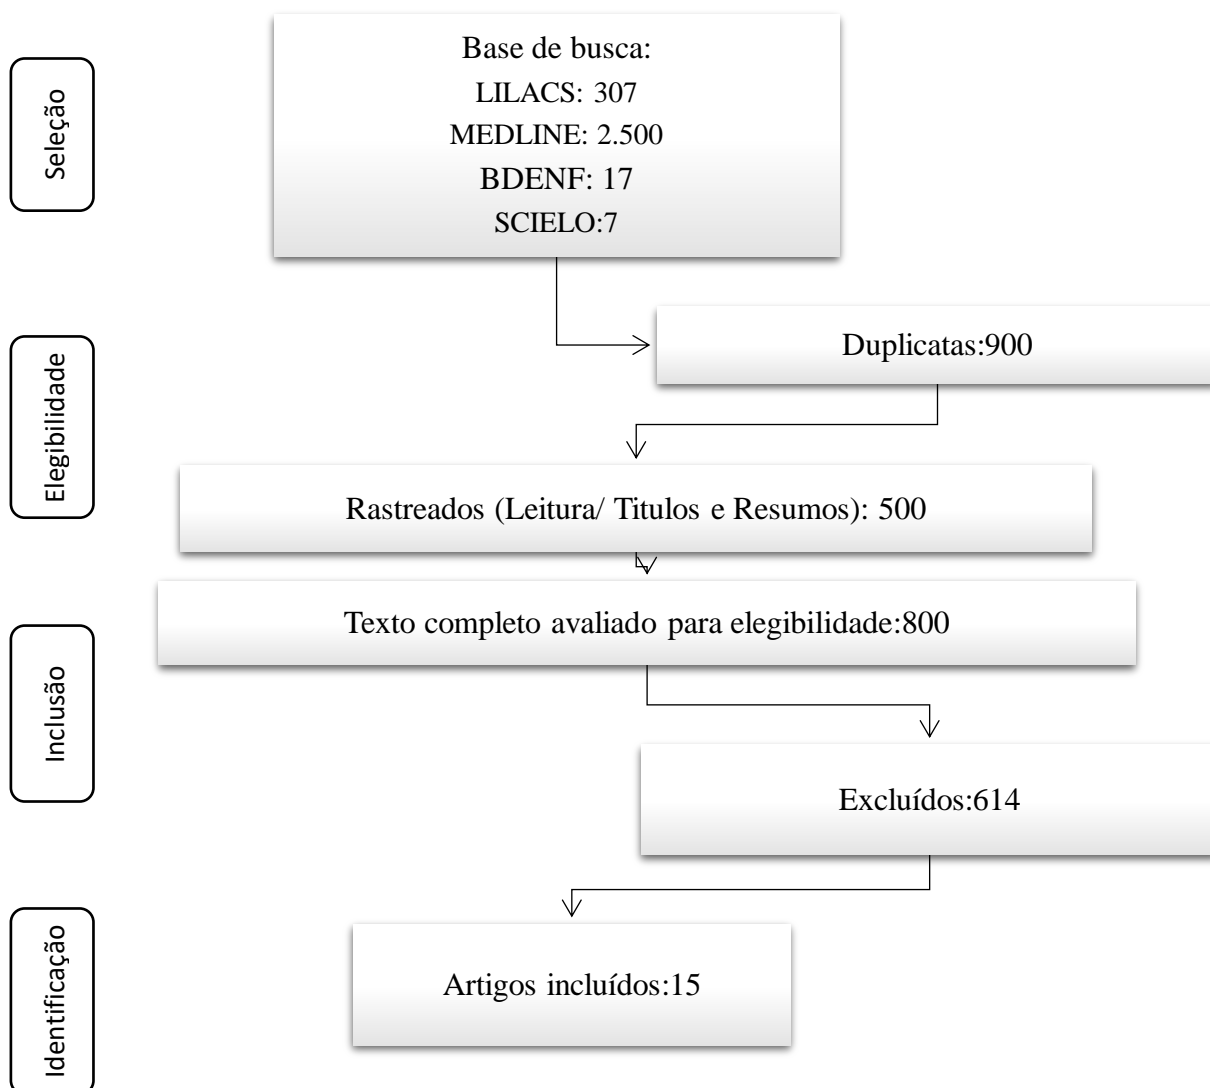 Seleção
Base de busca:
LILACS: 307
MEDLINE: 2.500
BDENF: 17
SCIELO:7
Elegibilidade
Duplicatas:900
Rastreados (Leitura/ Titulos e Resumos): 500
Texto completo avaliado para elegibilidade:800
Inclusão
Excluídos:614
Identificação
Artigos incluídos:15